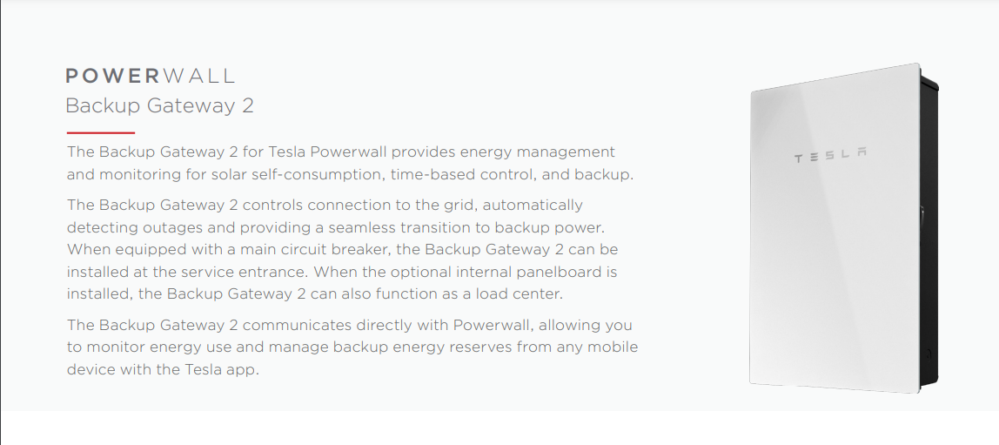 POWERWALL
Backup Gateway 2
The Backup Gateway 2 for Tesla Powerwall provides energy management
and monitoring for solar self-consumption, time-based control, and backup.
The Backup Gateway 2 controls connection to the grid, automatically
detecting outages and providing a seamless transition to backup power.
When equipped with a main circuit breaker, the Backup Gateway 2 can be
installed at the service entrance. When the optional internal panelboard is
installed, the Backup Gateway 2 can also function as a load center.
The Backup Gateway 2 communicates directly with Powerwall, allowing you
to monitor energy use and manage backup energy reserves from any mobile
device with the Tesla app.
TESLA